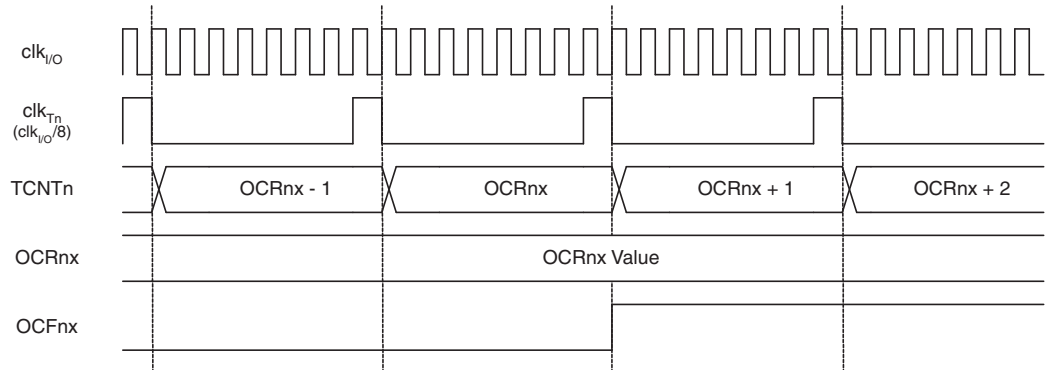 clkI/O
clkTn
(clkI/O/8)
TCNTn OCRnx - 1 OCRnx OCRnx + 1 OCRnx + 2
OCRnx OCRnx Value
OCFnx